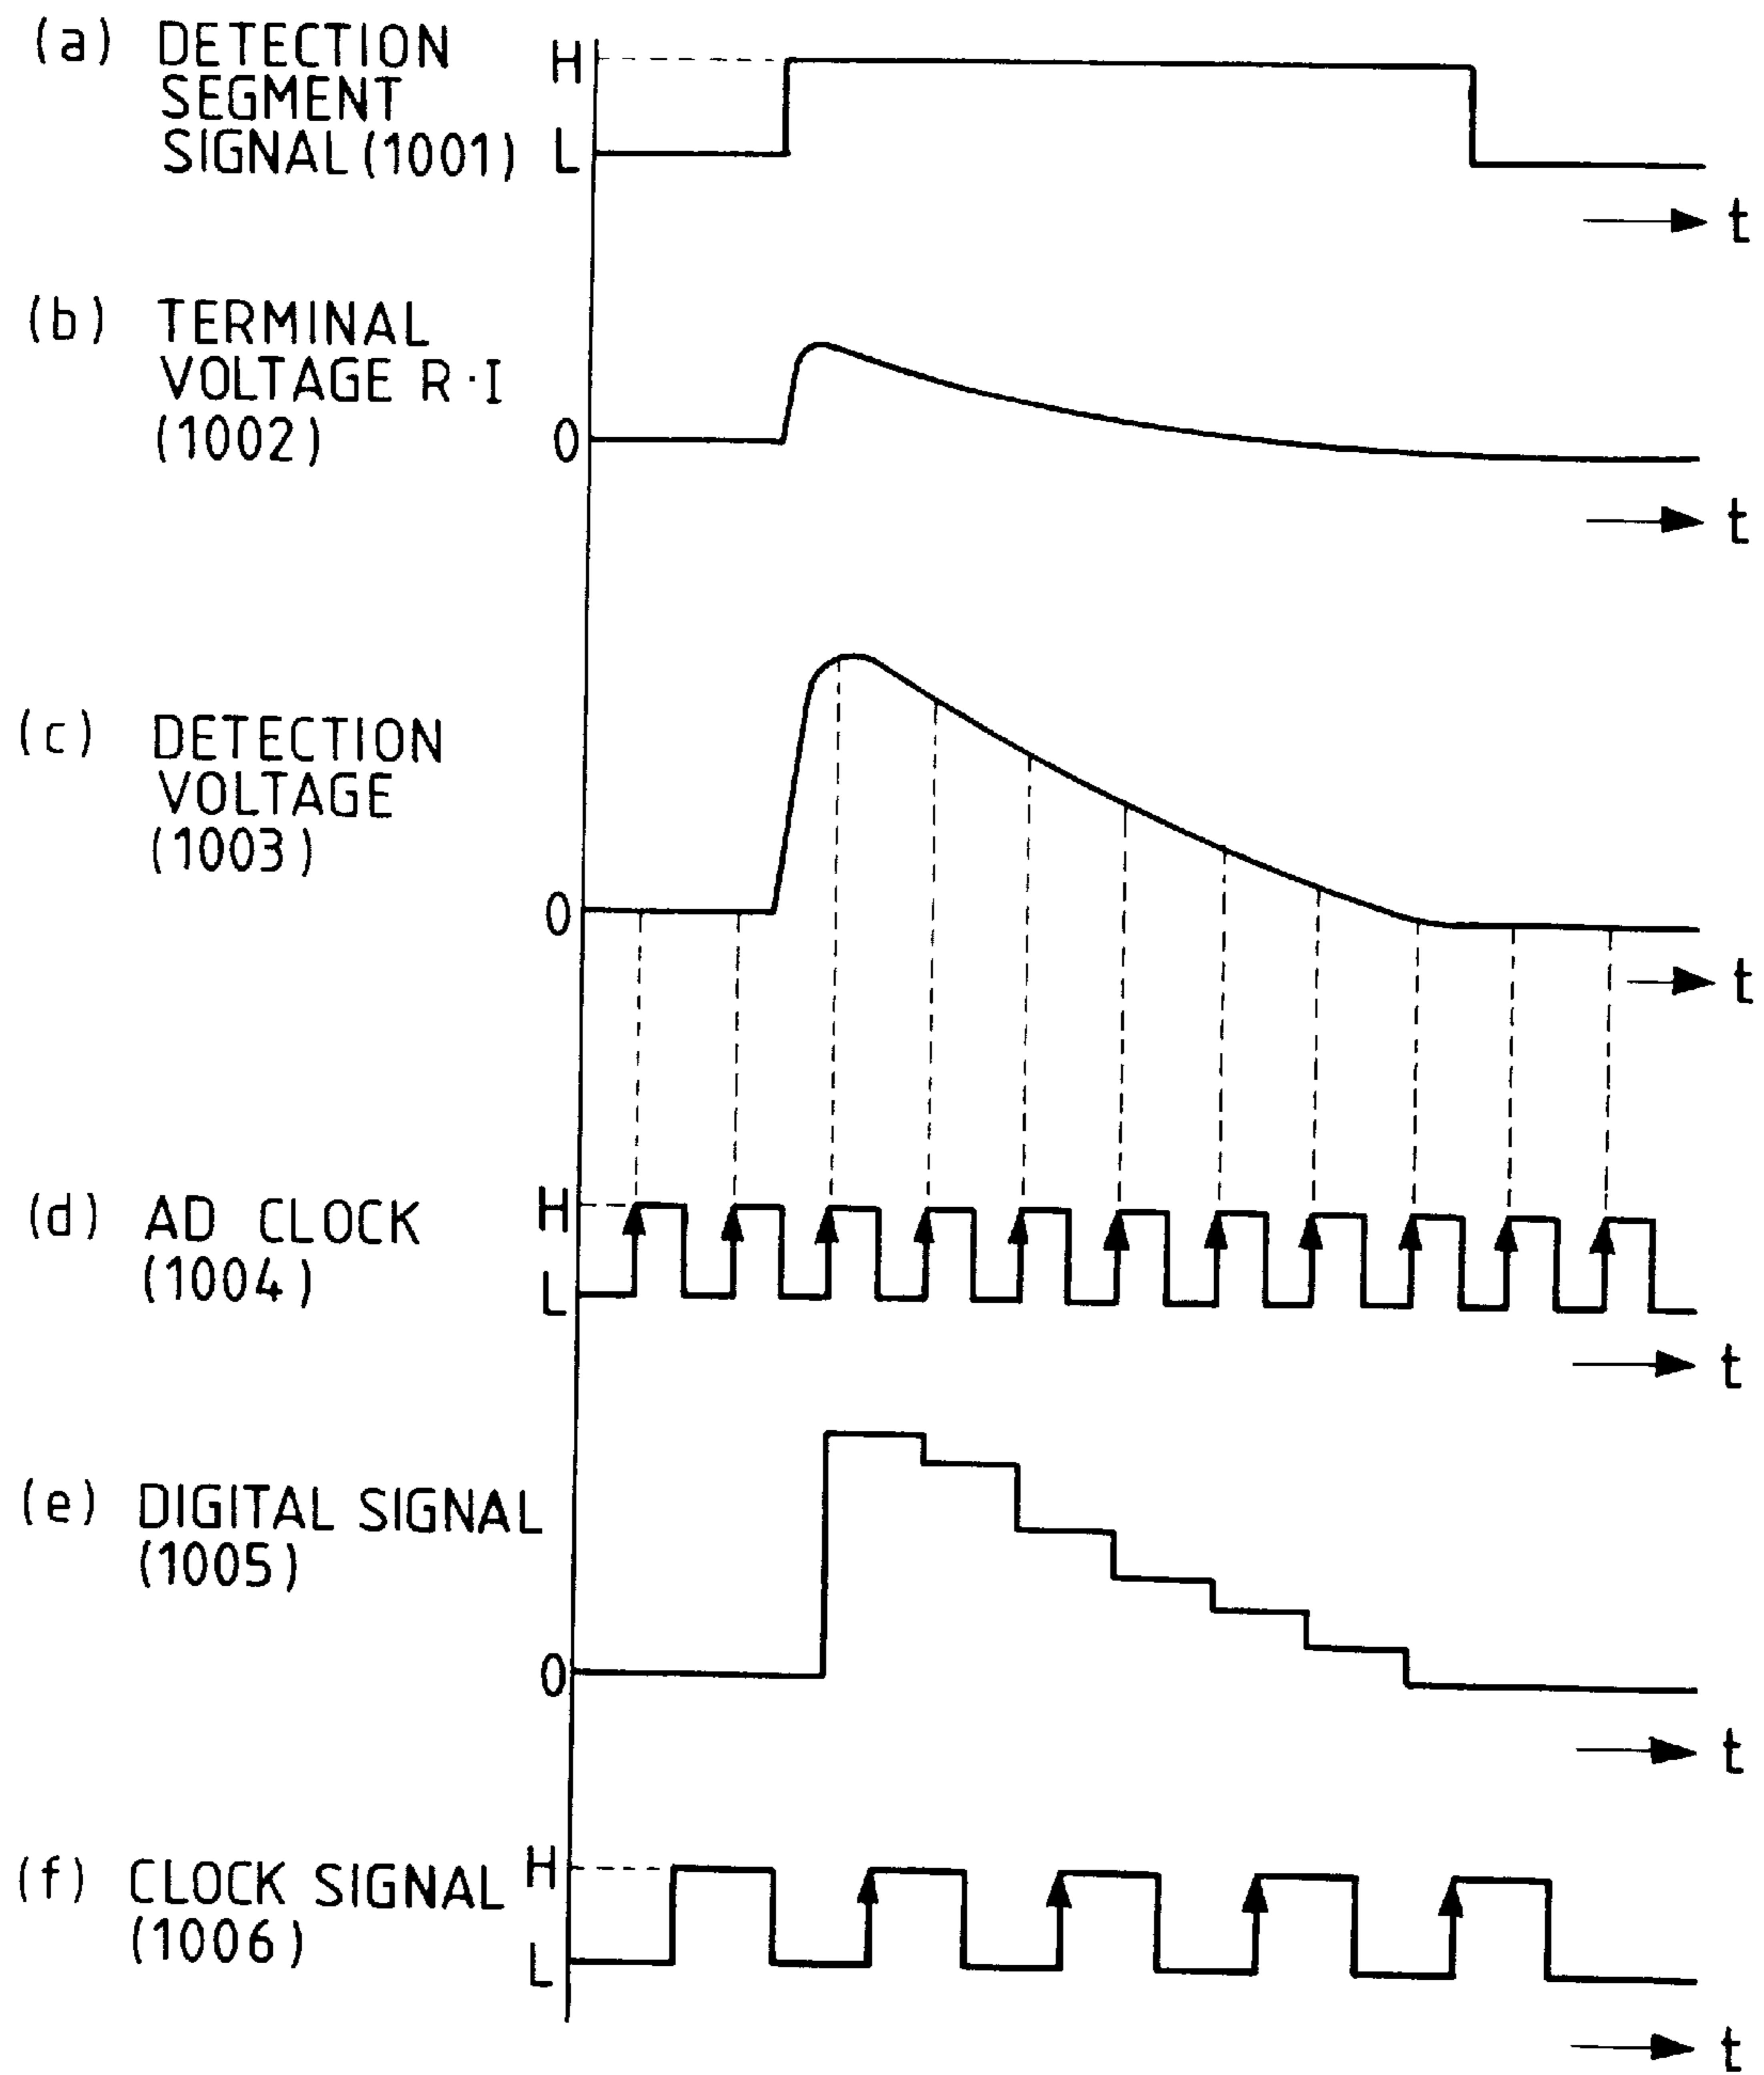 (a) DETECTION
SEGMENT
SIGNAL (1001)
H
L
t
(b) TERMINAL
VOLTAGE R·I
(1002)
0
t
(c) DETECTION
VOLTAGE
(1003)
0
t
(d) AD CLOCK
(1004)
H
L
t
(e) DIGITAL SIGNAL
(1005)
0
t
(f) CLOCK SIGNAL
(1006)
H
L
t